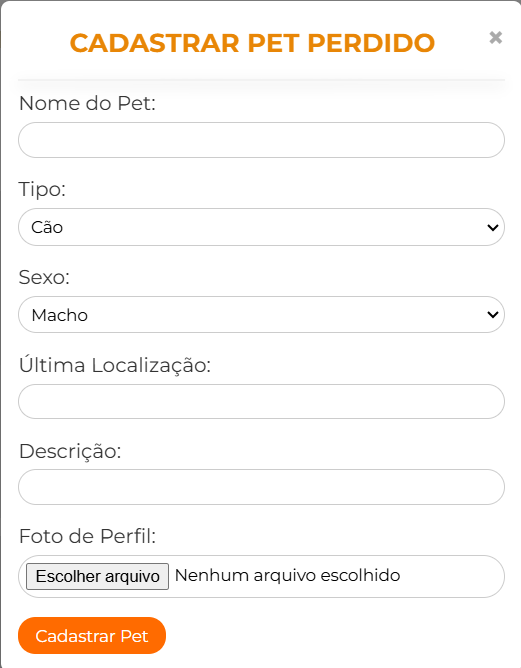 CADASTRAR PET PERDIDO ×
Nome do Pet:
Tipo:
Cão
Sexo:
Macho
Última Localização:
Descrição:
Foto de Perfil:
Escolher arquivo Nenhum arquivo escolhido
Cadastrar Pet